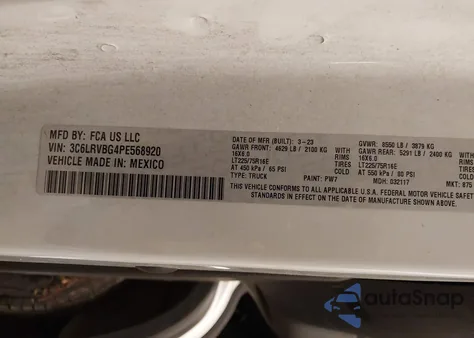 MFD BY: FCA US LLC
VIN: 3C6LRVBG4PE568920
VEHICLE MADE IN: MEXICO
DATE OF MFR (BUILT): 3-23 GVWR: 8550 LB / 3879 KG
GAWR FRONT: 4629 LB / 2100 KG WITH GAWR REAR: 5291 LB / 2400 KG
16X6.0 RIMS 16X6.0
LT225/75R16E TIRES LT225/75R16E
AT 450 kPa / 65 PSI COLD AT 550 kPa / 80 PSI
TYPE: TRUCK PAINT: PW7 MDH: 032117 MKT: 875
THIS VEHICLE CONFORMS TO ALL APPLICABLE U.S.A. FEDERAL MOTOR VEHICLE SAFETY
STANDARDS IN EFFECT ON THE DATE OF MANUFACTURE SHOWN ABOVE.
WITH
RIMS
TIRES
COLD
autoSnap